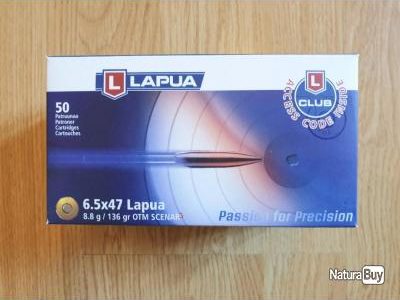 L LAPUA
L
CLUB
ACCESS CODE INSIDE
50
Patruunaa
Patroner
Cartridges
Cartouches
6.5x47 Lapua
8.8 g / 136 gr OTM SCENAR
Passion for Precision
NaturaBuy